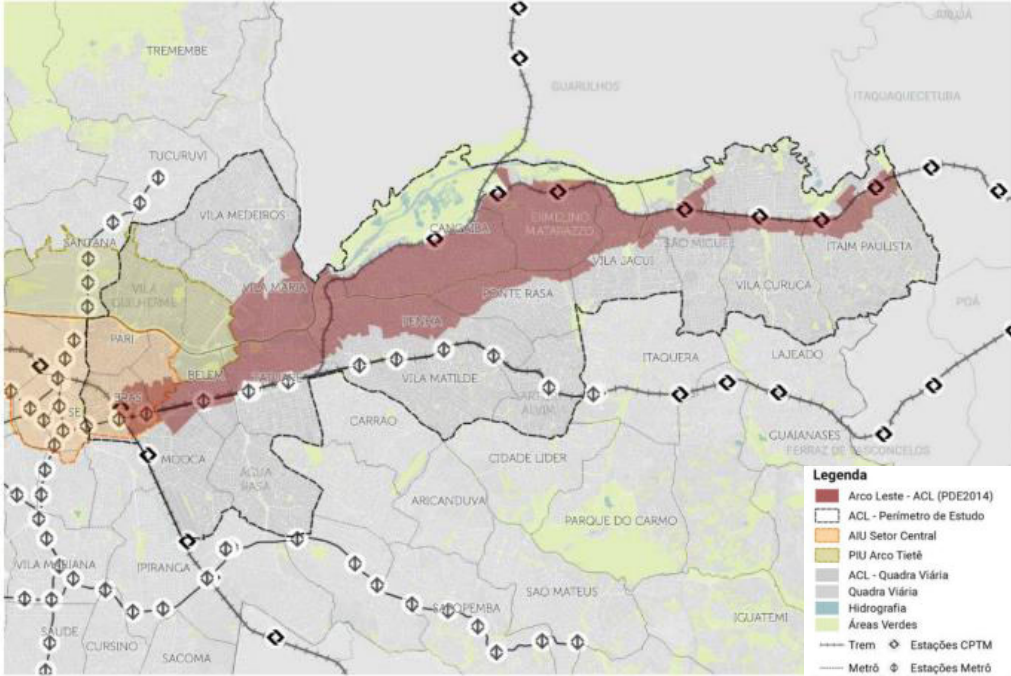 TREMEMBE
ARUJÁ
GUARULHOS
ITAQUAQUECETUBA
TUCURUVI
VILA MEDEIROS
SANTANA
CANGAIBA
ERMELINO
MATARAZZO
SÃO MIGUEL
ITAIM PAULISTA
VILA JACUI
VILA
GUILHERME
VILA MARIA
VILA CURUCA
PONTE RASA
POÁ
PARI
PENHA
BELEM
TATUAPE
ITAQUERA
LAJEADO
VILA MATILDE
BRAS
SE
ARTUR
ALVIM
CARRAO
GUAIANASES
FERRAZ DE VASCONCELOS
MOOCA
AGUA
RASA
CIDADE LIDER
ARICANDUVA
PARQUE DO CARMO
VILA MARIANA
IPIRANGA
SAO MATEUS
SAPOPEMBA
IGUATEMI
SAUDE
CURSINO
SACOMA
Legenda
Arco Leste - ACL (PDE2014)
ACL - Perímetro de Estudo
AIU Setor Central
PIU Arco Tietê
ACL - Quadra Viária
Quadra Viária
Hidrografia
Áreas Verdes
Trem Estações CPTM
Metrô Estações Metrô